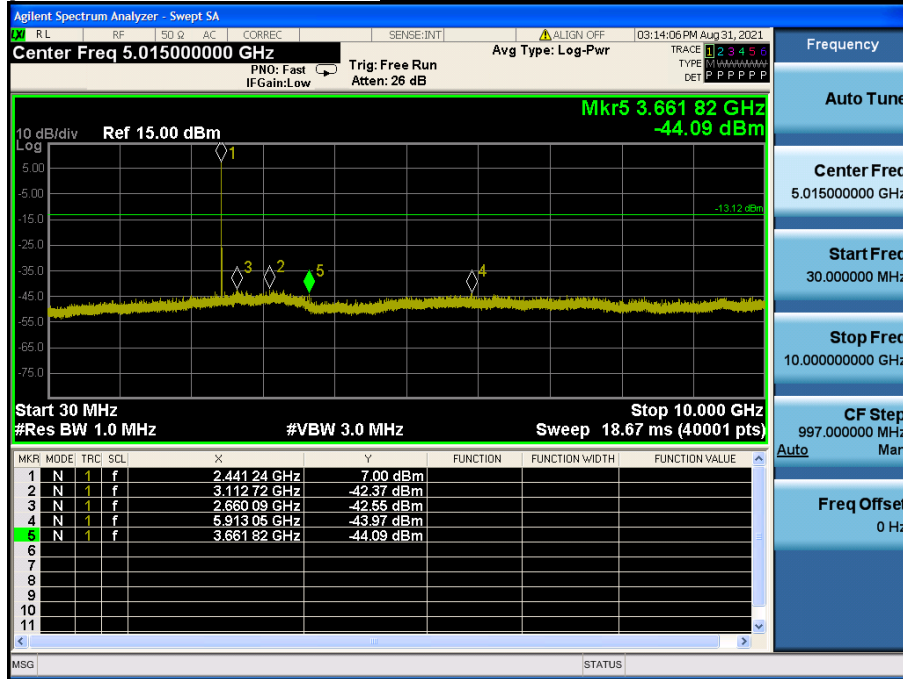 Agilent Spectrum Analyzer - Swept SA
LXI RL RF 50 Ω AC CORREC SENSE:INT ALIGN OFF 03:14:06 PM Aug 31, 2021
Center Freq 5.015000000 GHz
PNO: Fast
IFGain:Low
Trig: Free Run
Atten: 26 dB
Avg Type: Log-Pwr
TRACE 1 2 3 4 5 6
TYPE M
DET P P P P P P
Mkr5 3.661 82 GHz
-44.09 dBm
10 dB/div Ref 15.00 dBm
Log
5.00
-5.00
-15.0
-25.0
-35.0
-45.0
-55.0
-65.0
-75.0
-13.12 dBm
1
3
2
5
4
Start 30 MHz Stop 10.000 GHz
#Res BW 1.0 MHz #VBW 3.0 MHz Sweep 18.67 ms (40001 pts)
MKR MODE TRC SCL X Y FUNCTION FUNCTION WIDTH FUNCTION VALUE
1 N 1 f 2.441 24 GHz 7.00 dBm
2 N 1 f 3.112 72 GHz -42.37 dBm
3 N 1 f 2.660 09 GHz -42.55 dBm
4 N 1 f 5.913 05 GHz -43.97 dBm
5 N 1 f 3.661 82 GHz -44.09 dBm
6
7
8
9
10
11
MSG STATUS
Frequency
Auto Tune
Center Freq
5.015000000 GHz
Start Freq
30.000000 MHz
Stop Freq
10.000000000 GHz
CF Step
997.000000 MHz
Auto Man
Freq Offset
0 Hz